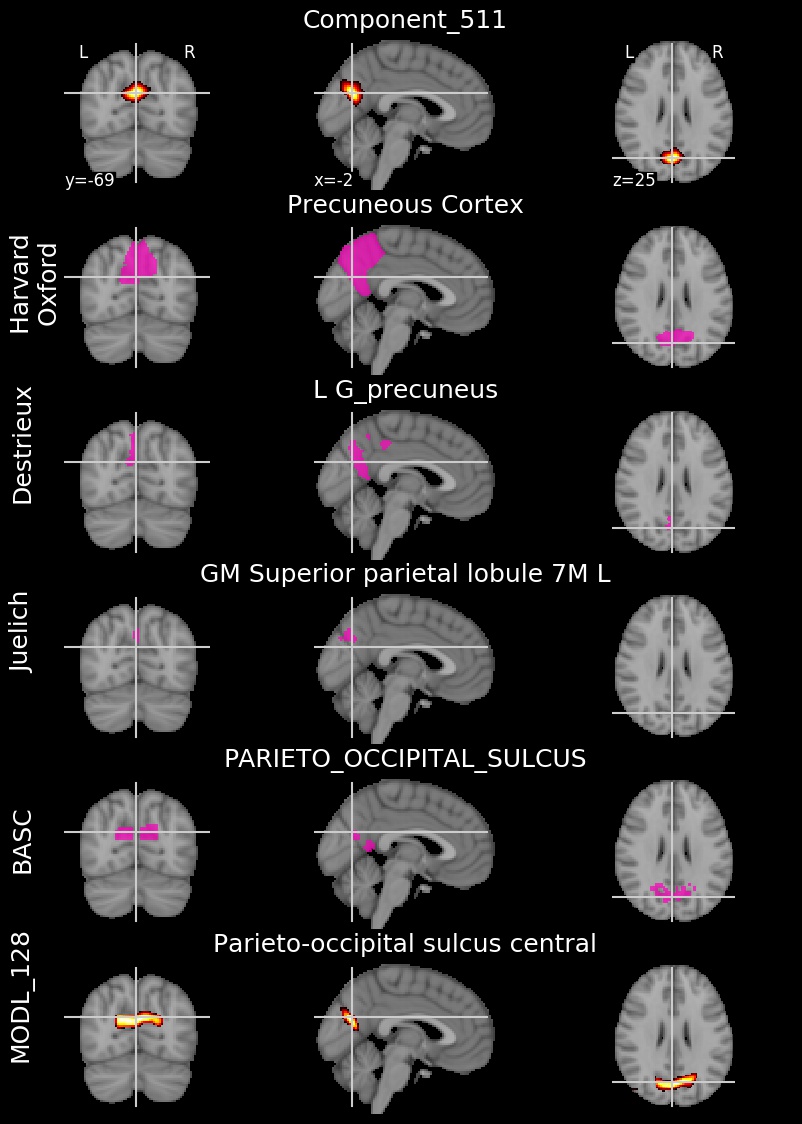 Component_511
L R L R
y=-69 x=-2 z=25
Precuneous Cortex
Harvard
Oxford
L G_precuneus
Destrieux
GM Superior parietal lobule 7M L
Juelich
PARIETO_OCCIPITAL_SULCUS
BASC
Parieto-occipital sulcus central
MODL_128